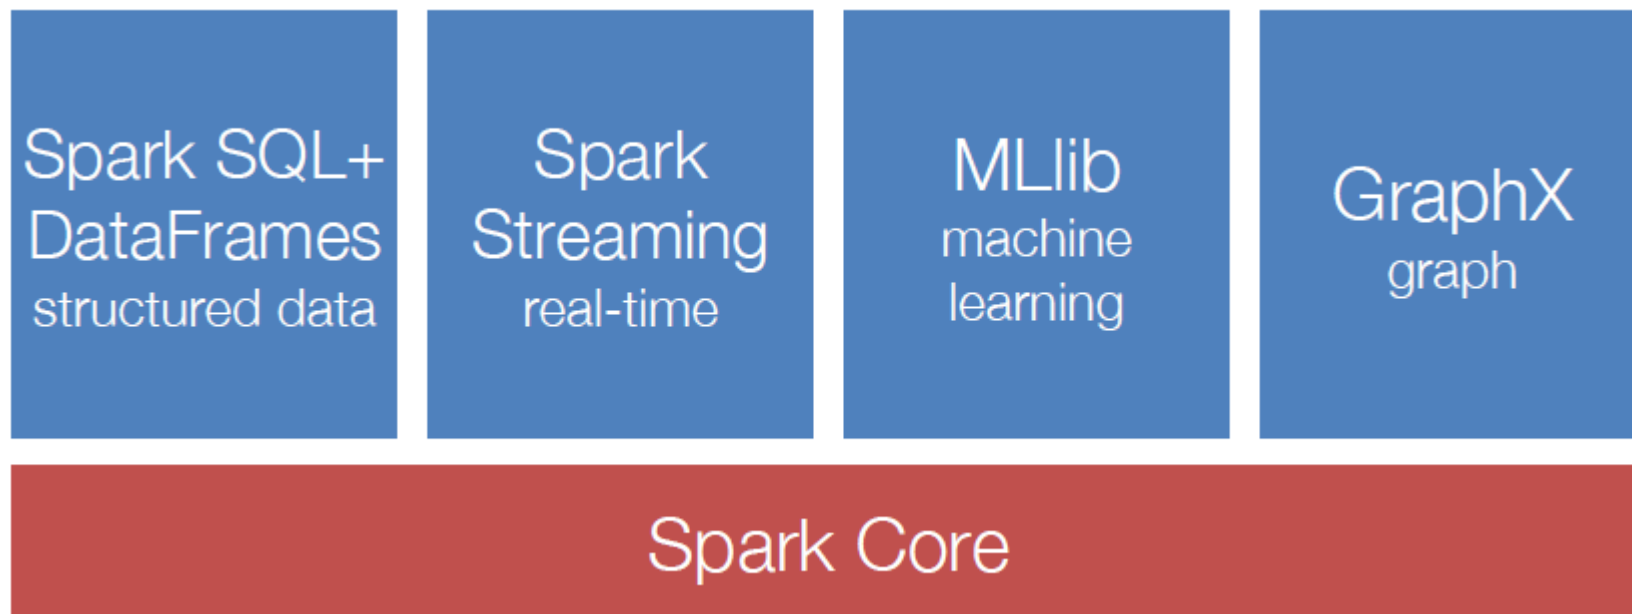 Spark SQL+
DataFrames
structured data
Spark
Streaming
real-time
MLlib
machine
learning
GraphX
graph
Spark Core